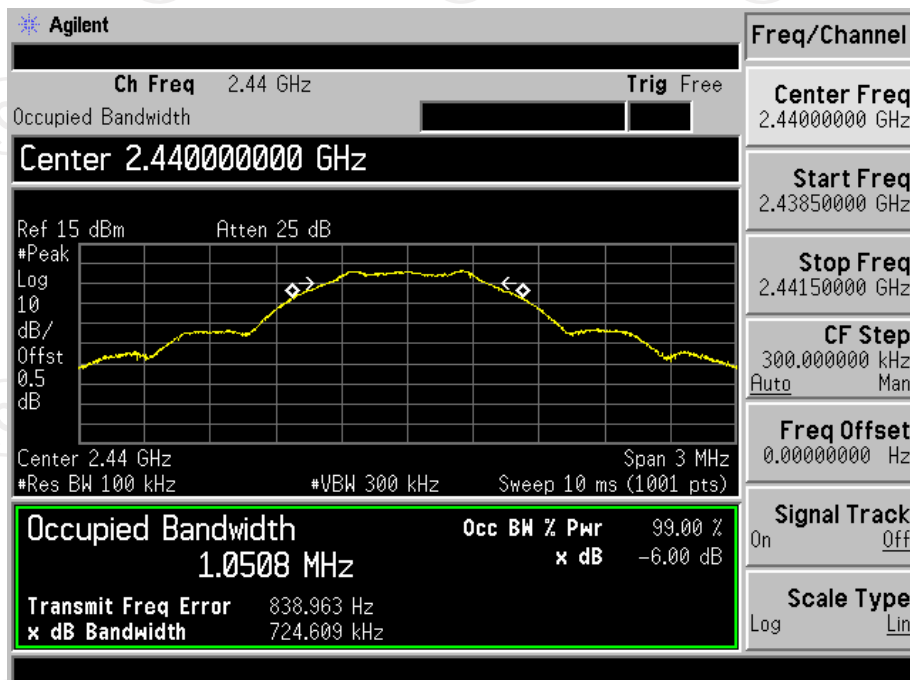 Agilent
Freq/Channel
Ch Freq 2.44 GHz Trig Free
Occupied Bandwidth
Center 2.440000000 GHz
Ref 15 dBm Atten 25 dB
#Peak
Log
10
dB/
Offst
0.5
dB
Center 2.44 GHz Span 3 MHz
#Res BW 100 kHz #VBW 300 kHz Sweep 10 ms (1001 pts)
Occupied Bandwidth Occ BW % Pwr 99.00 %
1.0508 MHz x dB -6.00 dB
Transmit Freq Error 838.963 Hz
x dB Bandwidth 724.609 kHz
Center Freq
2.44000000 GHz
Start Freq
2.43850000 GHz
Stop Freq
2.44150000 GHz
CF Step
300.000000 kHz
Auto Man
Freq Offset
0.00000000 Hz
Signal Track
On Off
Scale Type
Log Lin